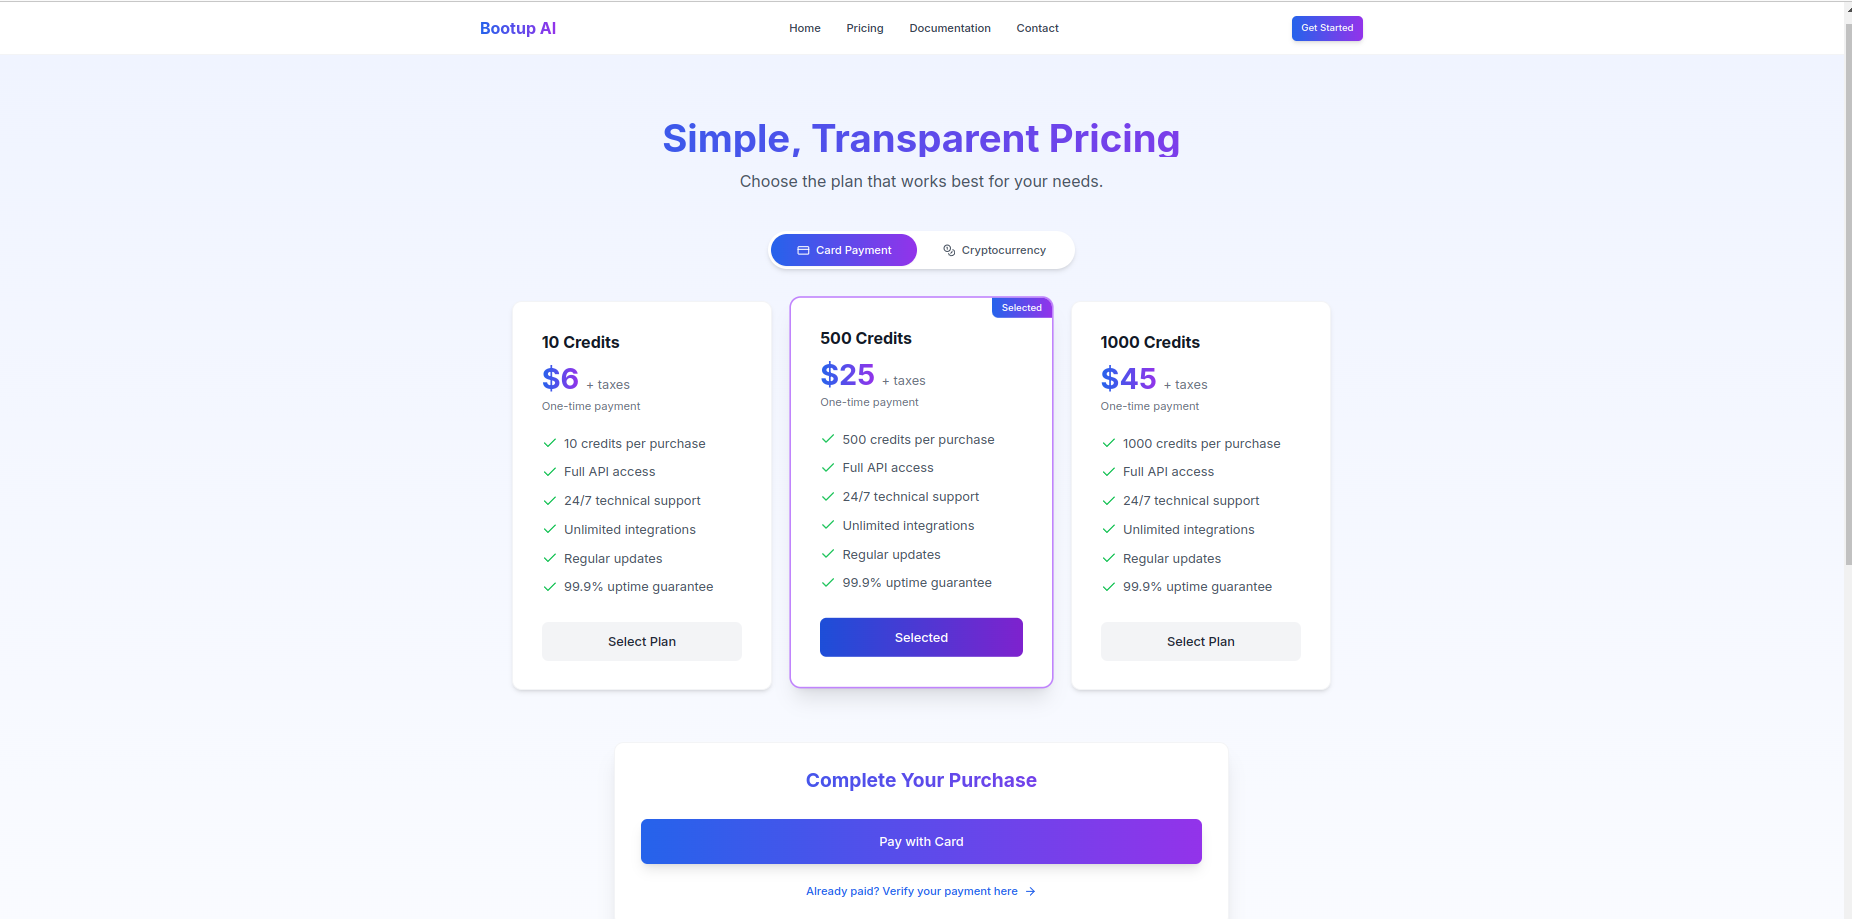 Bootup AI
Home Pricing Documentation Contact
Get Started
Simple, Transparent Pricing
Choose the plan that works best for your needs.
Card Payment
Cryptocurrency
10 Credits
$6 + taxes
One-time payment
10 credits per purchase
Full API access
24/7 technical support
Unlimited integrations
Regular updates
99.9% uptime guarantee
Select Plan
Selected
500 Credits
$25 + taxes
One-time payment
500 credits per purchase
Full API access
24/7 technical support
Unlimited integrations
Regular updates
99.9% uptime guarantee
Selected
1000 Credits
$45 + taxes
One-time payment
1000 credits per purchase
Full API access
24/7 technical support
Unlimited integrations
Regular updates
99.9% uptime guarantee
Select Plan
Complete Your Purchase
Pay with Card
Already paid? Verify your payment here →